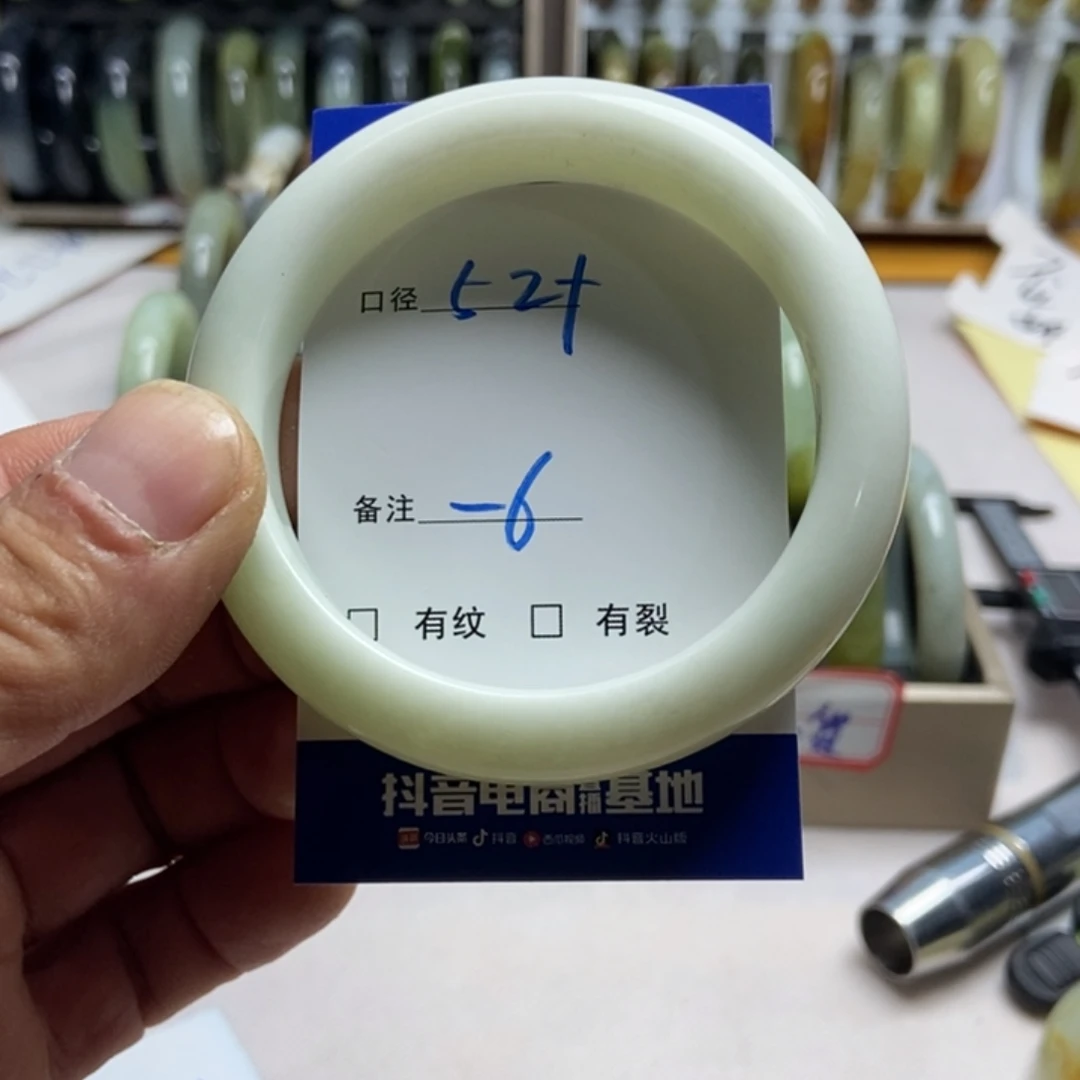 口径 52+
备注 -6
□ 有纹 □ 有裂
抖音电商直播基地
今日头条 抖音 西瓜视频 抖音火山版